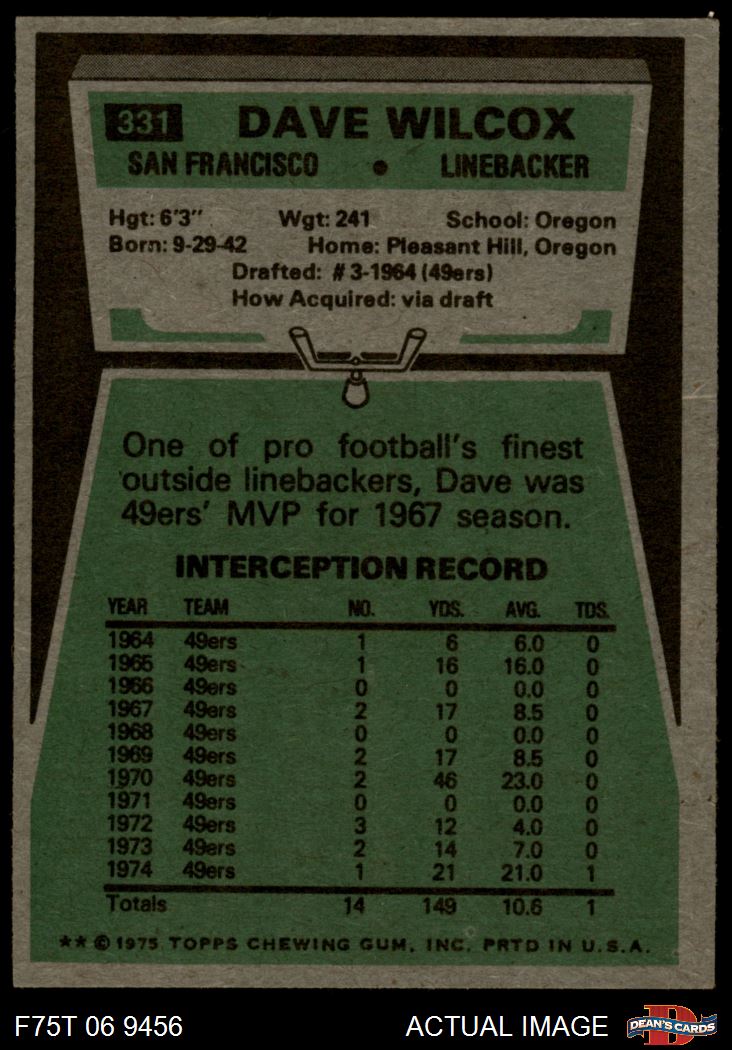 331 DAVE WILCOX
SAN FRANCISCO • LINEBACKER
Hgt: 6'3" Wgt: 241 School: Oregon
Born: 9-29-42 Home: Pleasant Hill, Oregon
Drafted: #3-1964 (49ers)
How Acquired: via draft
One of pro football's finest
outside linebackers, Dave was
49ers' MVP for 1967 season.
INTERCEPTION RECORD
YEAR TEAM NO. YDS. AVG. TDS.
1964 49ers 1 6 6.0 0
1965 49ers 1 16 16.0 0
1966 49ers 0 0 0.0 0
1967 49ers 2 17 8.5 0
1968 49ers 0 0 0.0 0
1969 49ers 2 17 8.5 0
1970 49ers 2 46 23.0 0
1971 49ers 0 0 0.0 0
1972 49ers 3 12 4.0 0
1973 49ers 2 14 7.0 0
1974 49ers 1 21 21.0 1
Totals 14 149 10.6 1
** © 1975 TOPPS CHEWING GUM, INC. PRTD IN U.S.A.
F75T 06 9456 ACTUAL IMAGE D DEAN'S CARDS